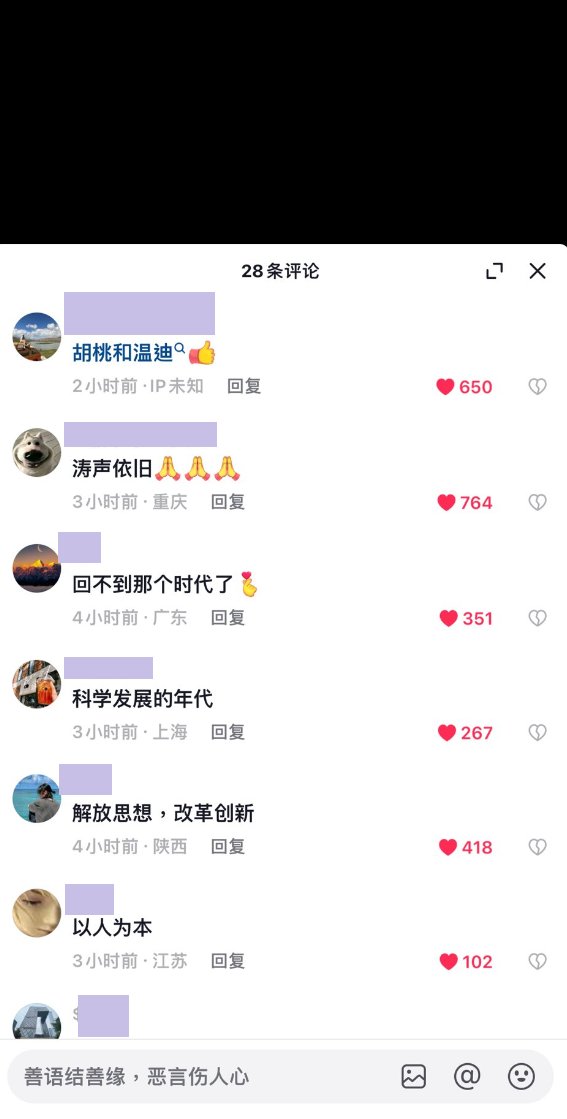 28条评论
胡桃和温迪
2小时前 · IP未知 回复 650
涛声依旧🙏🙏🙏
3小时前 · 重庆 回复 764
回不到那个时代了
4小时前 · 广东 回复 351
科学发展的年代
3小时前 · 上海 回复 267
解放思想，改革创新
4小时前 · 陕西 回复 418
以人为本
3小时前 · 江苏 回复 102
善语结善缘，恶言伤人心